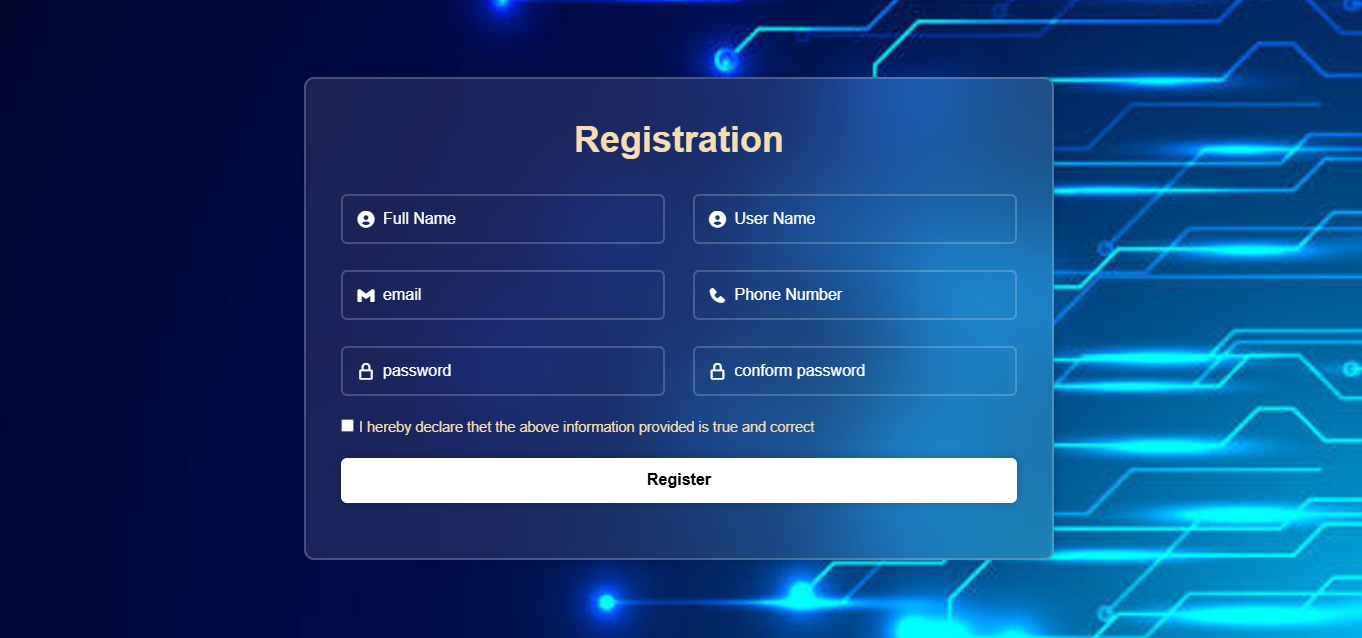 Registration
Full Name
User Name
email
Phone Number
password
conform password
I hereby declare thet the above information provided is true and correct
Register